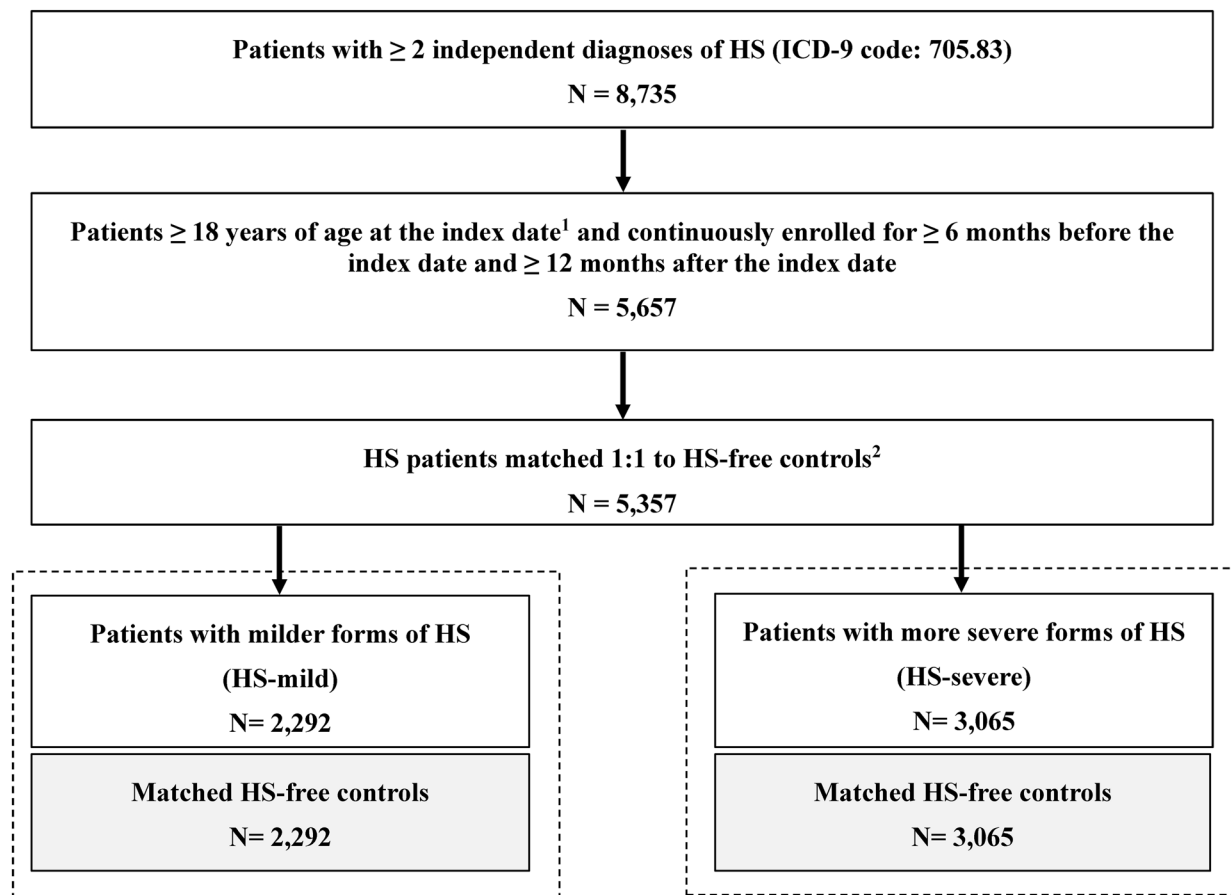 Patients with ≥ 2 independent diagnoses of HS (ICD-9 code: 705.83)
N = 8,735
Patients ≥ 18 years of age at the index date¹ and continuously enrolled for ≥ 6 months before the
index date and ≥ 12 months after the index date
N = 5,657
HS patients matched 1:1 to HS-free controls²
N = 5,357
Patients with milder forms of HS
(HS-mild)
N= 2,292
Matched HS-free controls
N= 2,292
Patients with more severe forms of HS
(HS-severe)
N= 3,065
Matched HS-free controls
N= 3,065